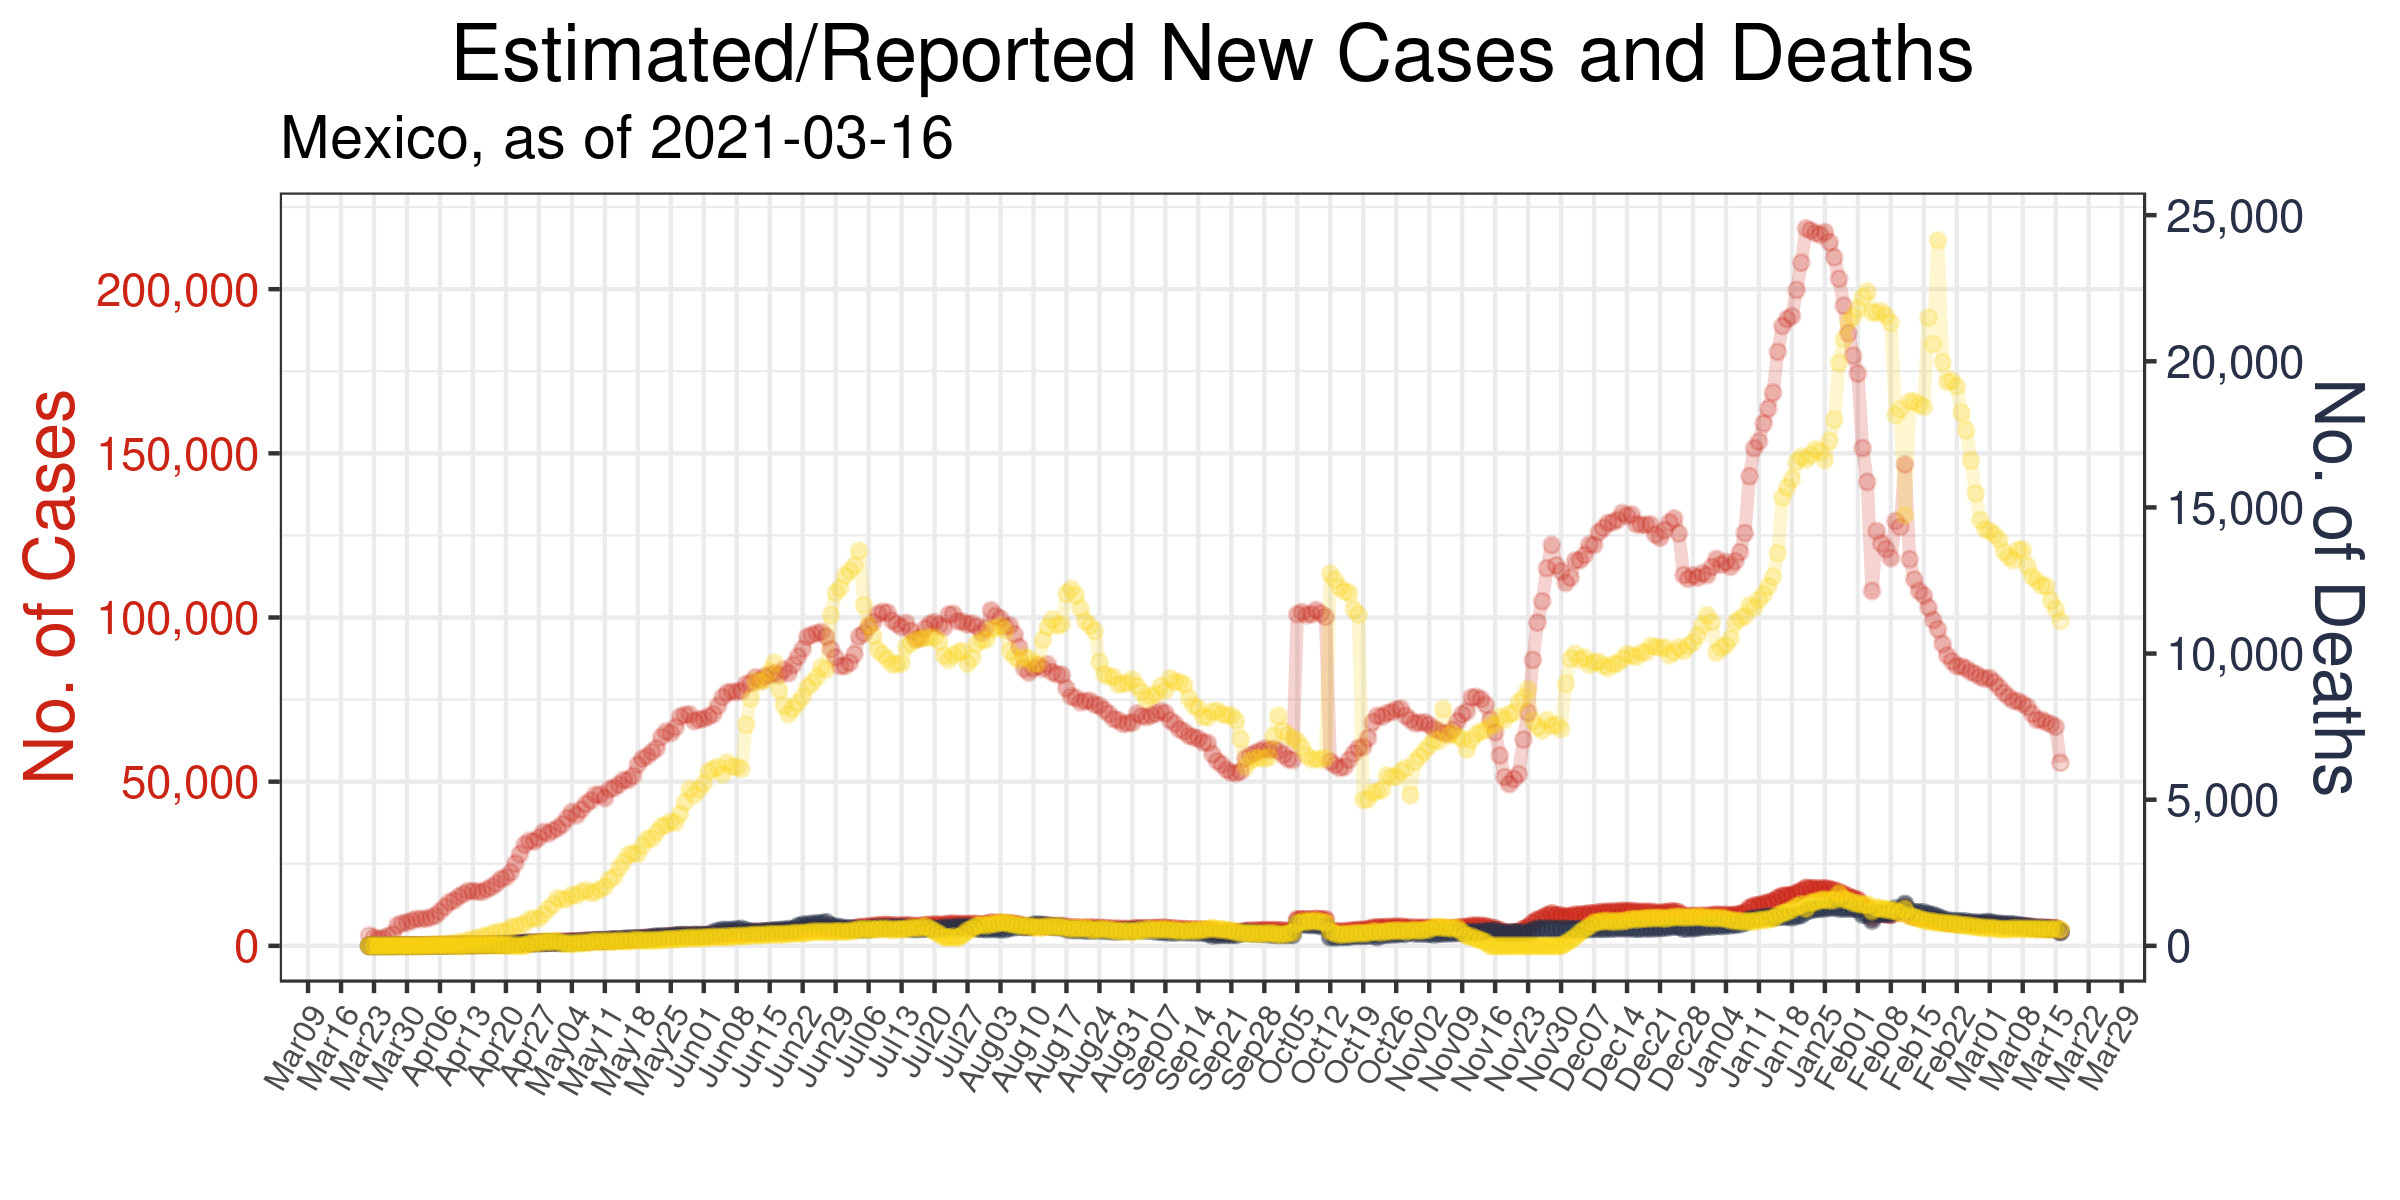 Estimated/Reported New Cases and Deaths
Mexico, as of 2021-03-16
No. of Cases
200,000
150,000
100,000
50,000
0
25,000
20,000
15,000
10,000
5,000
0
No. of Deaths
Mar09
Mar16
Mar23
Mar30
Apr06
Apr13
Apr20
Apr27
May04
May11
May18
May25
Jun01
Jun08
Jun15
Jun22
Jun29
Jul06
Jul13
Jul20
Jul27
Aug03
Aug10
Aug17
Aug24
Aug31
Sep07
Sep14
Sep21
Sep28
Oct05
Oct12
Oct19
Oct26
Nov02
Nov09
Nov16
Nov23
Nov30
Dec07
Dec14
Dec21
Dec28
Jan04
Jan11
Jan18
Jan25
Feb01
Feb08
Feb15
Feb22
Mar01
Mar08
Mar15
Mar22
Mar29